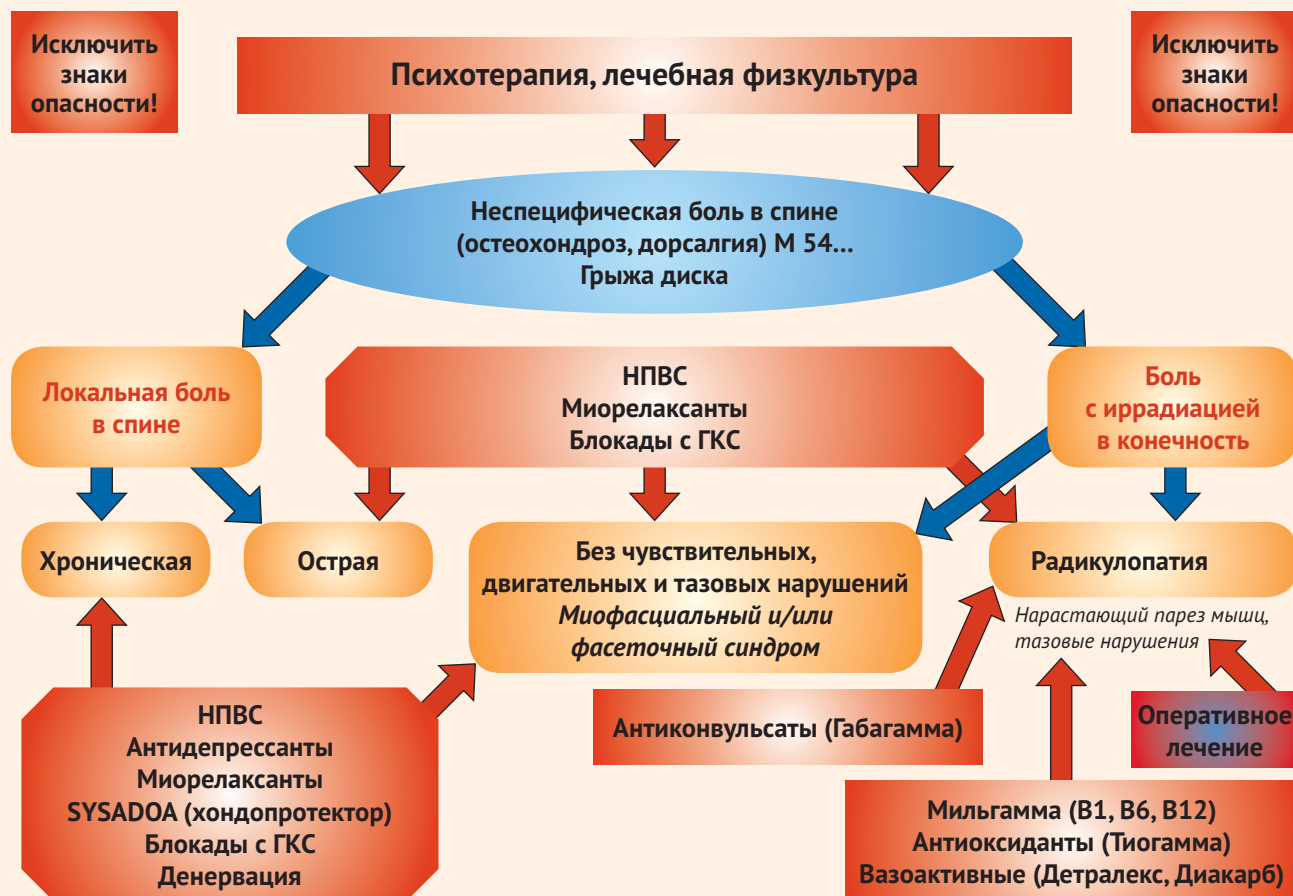 Исключить
знаки
опасности!
Психотерапия, лечебная физкультура
Исключить
знаки
опасности!
Неспецифическая боль в спине
(остеохондроз, дорсалгия) М 54...
Грыжа диска
Локальная боль
в спине
НПВС
Миорелаксанты
Блокады с ГКС
Боль
с иррадиацией
в конечность
Хроническая
Острая
Без чувствительных,
двигательных и тазовых нарушений
Миофасциальный и/или
фасеточный синдром
Радикулопатия
Нарастающий парез мышц,
тазовые нарушения
НПВС
Антидепрессанты
Миорелаксанты
SYSADOA (хондопротектор)
Блокады с ГКС
Денервация
Антиконвульсаты (Габагамма)
Оперативное
лечение
Мильгамма (В1, В6, В12)
Антиоксиданты (Тиогамма)
Вазоактивные (Детралекс, Диакарб)